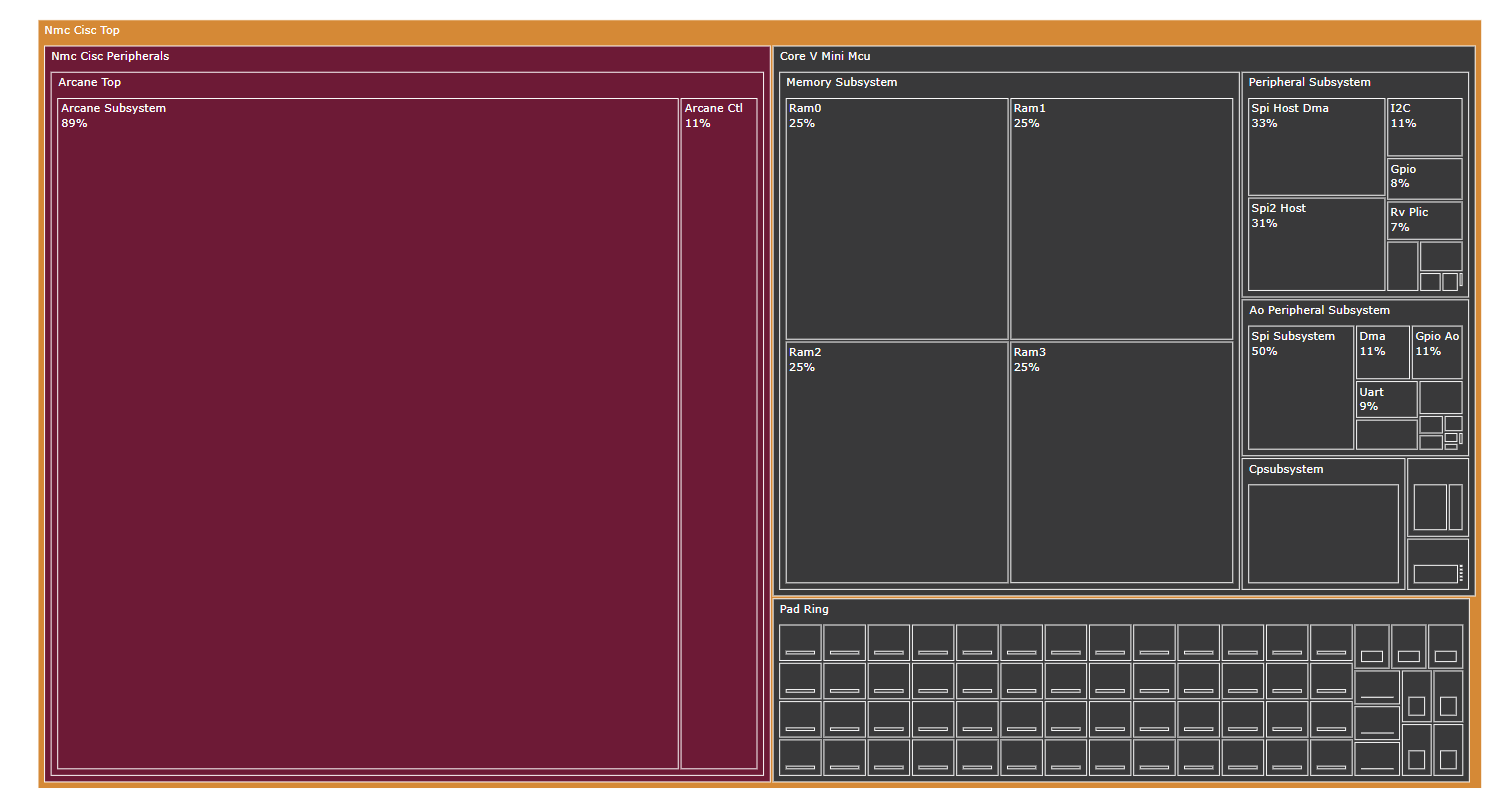 Nmc Cisc Top
Nmc Cisc Peripherals
Arcane Top
Arcane Subsystem
89%
Arcane Ctl
11%
Core V Mini Mcu
Memory Subsystem
Ram0
25%
Ram1
25%
Ram2
25%
Ram3
25%
Peripheral Subsystem
Spi Host Dma
33%
I2C
11%
Gpio
8%
Spi2 Host
31%
Rv Plic
7%
Ao Peripheral Subsystem
Spi Subsystem
50%
Dma
11%
Gpio Ao
11%
Uart
9%
Cpsubsystem
Pad Ring